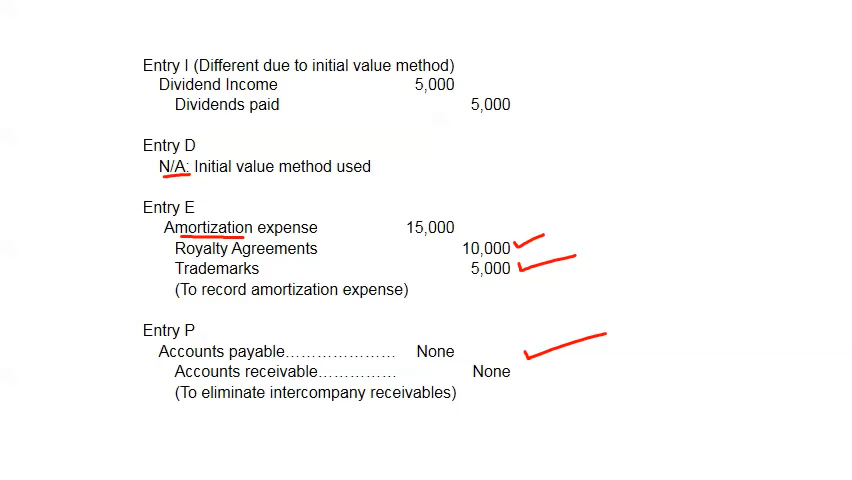 Entry I (Different due to initial value method)
Dividend Income 5,000
Dividends paid 5,000
Entry D
N/A: Initial value method used
Entry E
Amortization expense 15,000
Royalty Agreements 10,000
Trademarks 5,000
(To record amortization expense)
Entry P
Accounts payable………………… None
Accounts receivable…………… None
(To eliminate intercompany receivables)